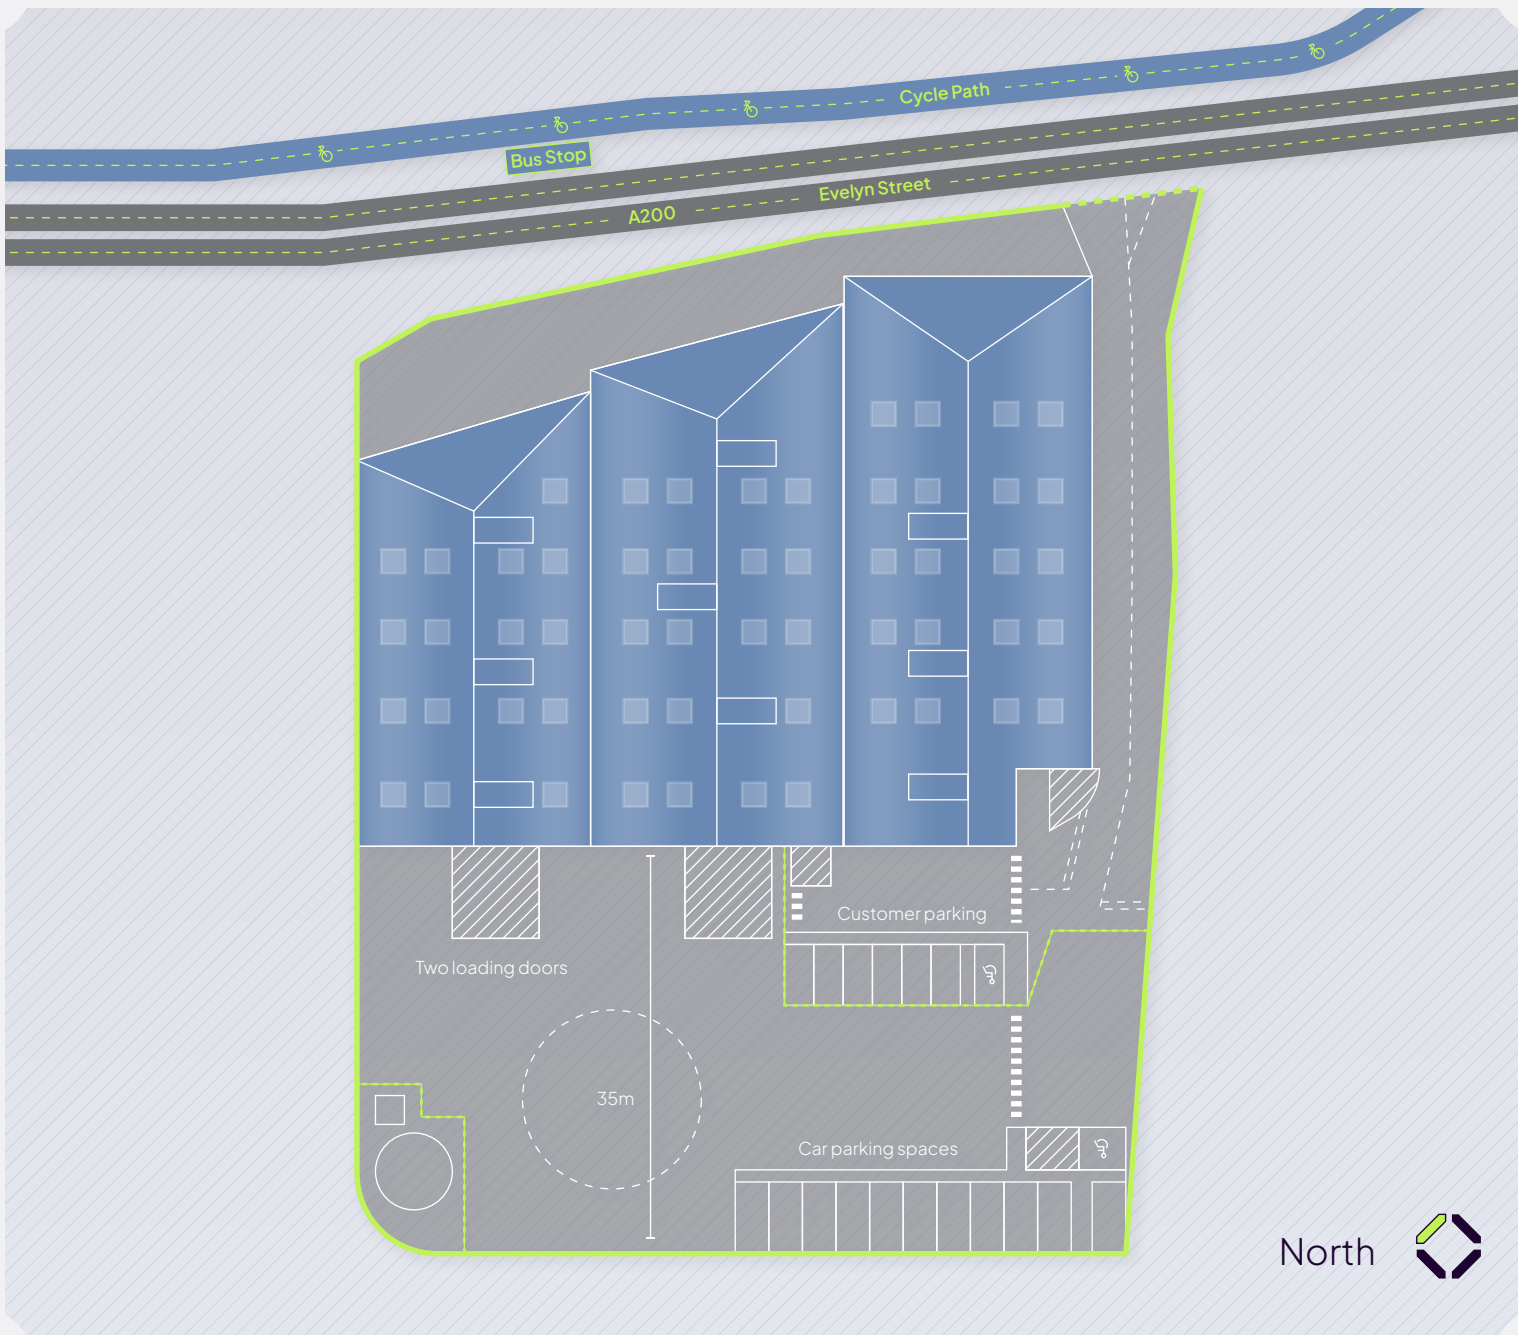 Cycle Path
Bus Stop
Evelyn Street
A200
Customer parking
Two loading doors
35m
Car parking spaces
North